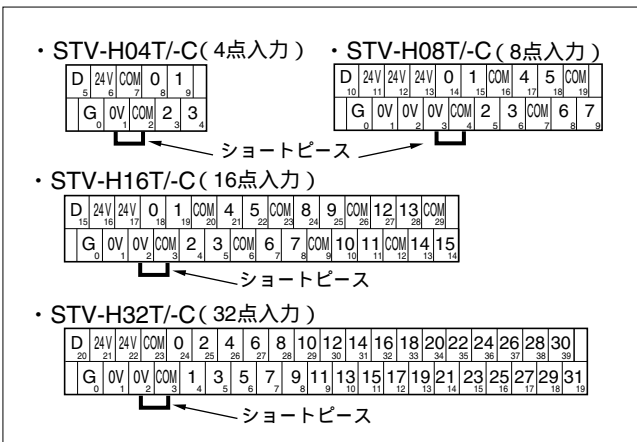 ・STV-H04T/-C(4点入力)
D 5 24V 6 COM 7 0 8 1 9
G 0 0V 1 COM 2 2 3 3 4
・STV-H08T/-C(8点入力)
D 10 24V 11 24V 12 24V 13 0 14 1 15 COM 16 4 17 5 18 COM 19
G 0 0V 1 0V 2 0V 3 COM 4 2 5 3 6 COM 7 6 8 7 9
ショートピース
・STV-H16T/-C(16点入力)
D 15 24V 16 24V 17 0 18 1 19 COM 20 4 21 5 22 COM 23 8 24 9 25 COM 26 12 27 13 28 COM 29
G 0 0V 1 0V 2 COM 3 2 4 3 5 COM 6 6 7 7 8 COM 9 10 10 11 11 COM 12 14 13 15 14
ショートピース
・STV-H32T/-C(32点入力)
D 20 24V 21 24V 22 COM 23 0 24 2 25 4 26 6 27 8 28 10 29 12 30 14 31 16 32 18 33 20 34 22 35 24 36 26 37 28 38 30 39
G 0 0V 1 0V 2 COM 3 1 4 3 5 5 6 7 7 9 8 11 9 13 10 15 11 17 12 19 13 21 14 23 15 25 16 27 17 29 18 31 19
ショートピース